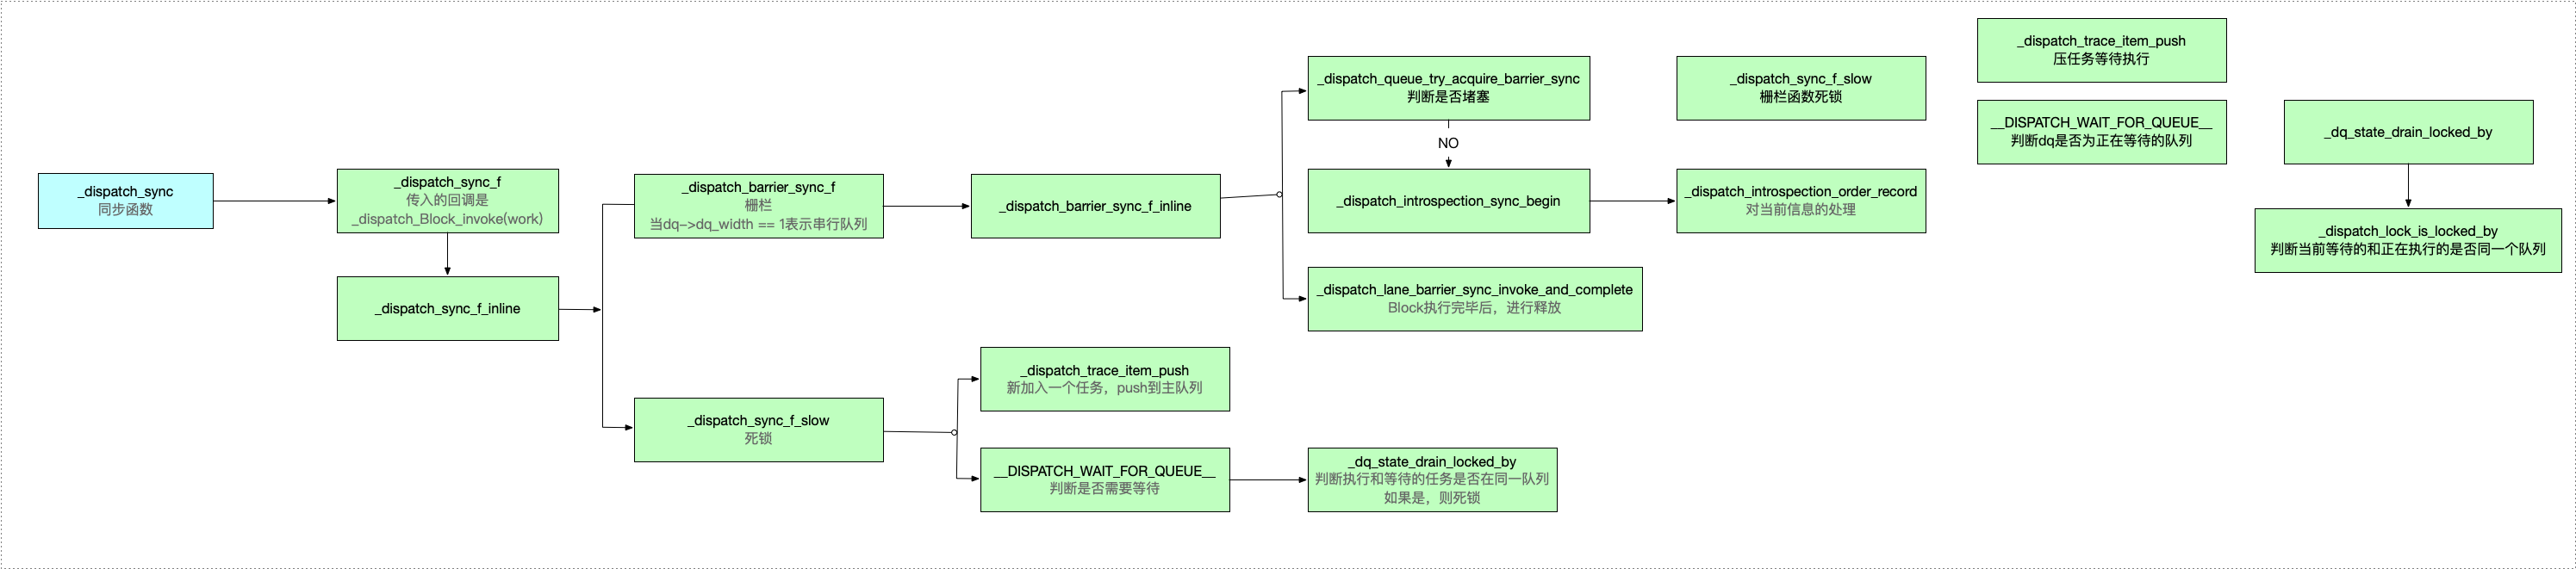 _dispatch_sync
同步函数
_dispatch_sync_f
传入的回调是
_dispatch_Block_invoke(work)
_dispatch_sync_f_inline
_dispatch_barrier_sync_f
栅栏
当dq->dq_width == 1表示串行队列
_dispatch_sync_f_slow
死锁
_dispatch_barrier_sync_f_inline
_dispatch_trace_item_push
新加入一个任务，push到主队列
__DISPATCH_WAIT_FOR_QUEUE__
判断是否需要等待
_dispatch_queue_try_acquire_barrier_sync
判断是否堵塞
NO
_dispatch_introspection_sync_begin
_dispatch_lane_barrier_sync_invoke_and_complete
Block执行完毕后，进行释放
_dq_state_drain_locked_by
判断执行和等待的任务是否在同一队列
如果是，则死锁
_dispatch_sync_f_slow
栅栏函数死锁
_dispatch_introspection_order_record
对当前信息的处理
_dispatch_trace_item_push
压任务等待执行
__DISPATCH_WAIT_FOR_QUEUE__
判断dq是否为正在等待的队列
_dq_state_drain_locked_by
_dispatch_lock_is_locked_by
判断当前等待的和正在执行的是否同一个队列